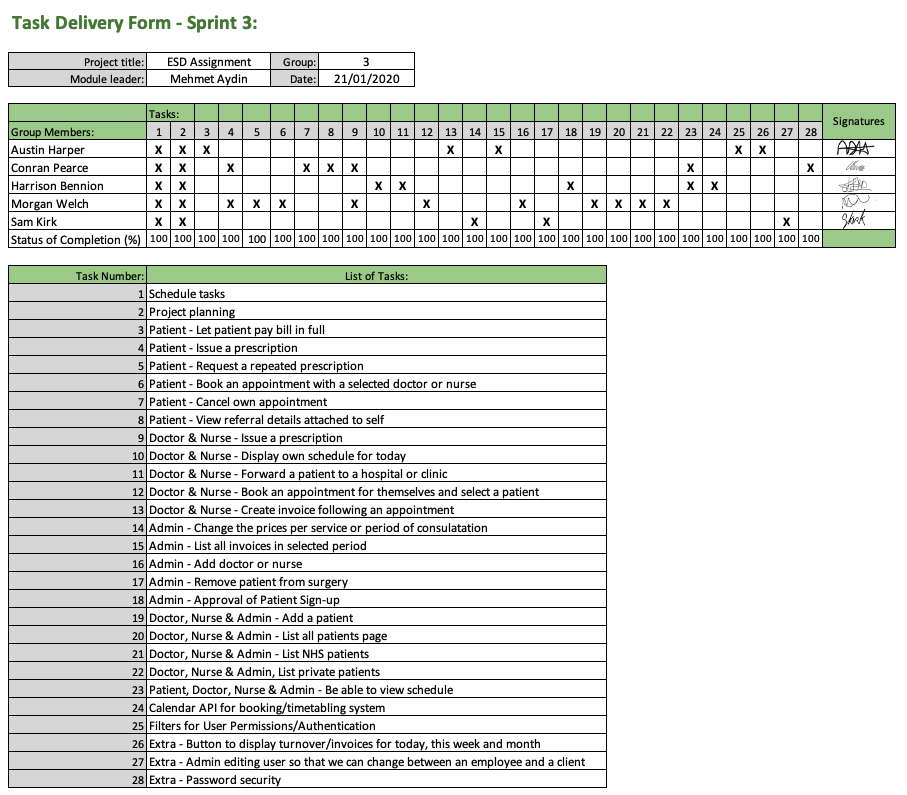 Task Delivery Form - Sprint 3:
Project title: ESD Assignment Group: 3
Module leader: Mehmet Aydin Date: 21/01/2020
Tasks:
Group Members: 1 2 3 4 5 6 7 8 9 10 11 12 13 14 15 16 17 18 19 20 21 22 23 24 25 26 27 28 Signatures
Austin Harper X X X X X X X
Conran Pearce X X X X X X X X
Harrison Bennion X X X X X X X
Morgan Welch X X X X X X X X X X X X
Sam Kirk X X X X X
Status of Completion (%) 100 100 100 100 100 100 100 100 100 100 100 100 100 100 100 100 100 100 100 100 100 100 100 100 100 100 100 100
Task Number: List of Tasks:
1 Schedule tasks
2 Project planning
3 Patient - Let patient pay bill in full
4 Patient - Issue a prescription
5 Patient - Request a repeated prescription
6 Patient - Book an appointment with a selected doctor or nurse
7 Patient - Cancel own appointment
8 Patient - View referral details attached to self
9 Doctor & Nurse - Issue a prescription
10 Doctor & Nurse - Display own schedule for today
11 Doctor & Nurse - Forward a patient to a hospital or clinic
12 Doctor & Nurse - Book an appointment for themselves and select a patient
13 Doctor & Nurse - Create invoice following an appointment
14 Admin - Change the prices per service or period of consulatation
15 Admin - List all invoices in selected period
16 Admin - Add doctor or nurse
17 Admin - Remove patient from surgery
18 Admin - Approval of Patient Sign-up
19 Doctor, Nurse & Admin - Add a patient
20 Doctor, Nurse & Admin - List all patients page
21 Doctor, Nurse & Admin - List NHS patients
22 Doctor, Nurse & Admin, List private patients
23 Patient, Doctor, Nurse & Admin - Be able to view schedule
24 Calendar API for booking/timetabling system
25 Filters for User Permissions/Authentication
26 Extra - Button to display turnover/invoices for today, this week and month
27 Extra - Admin editing user so that we can change between an employee and a client
28 Extra - Password security